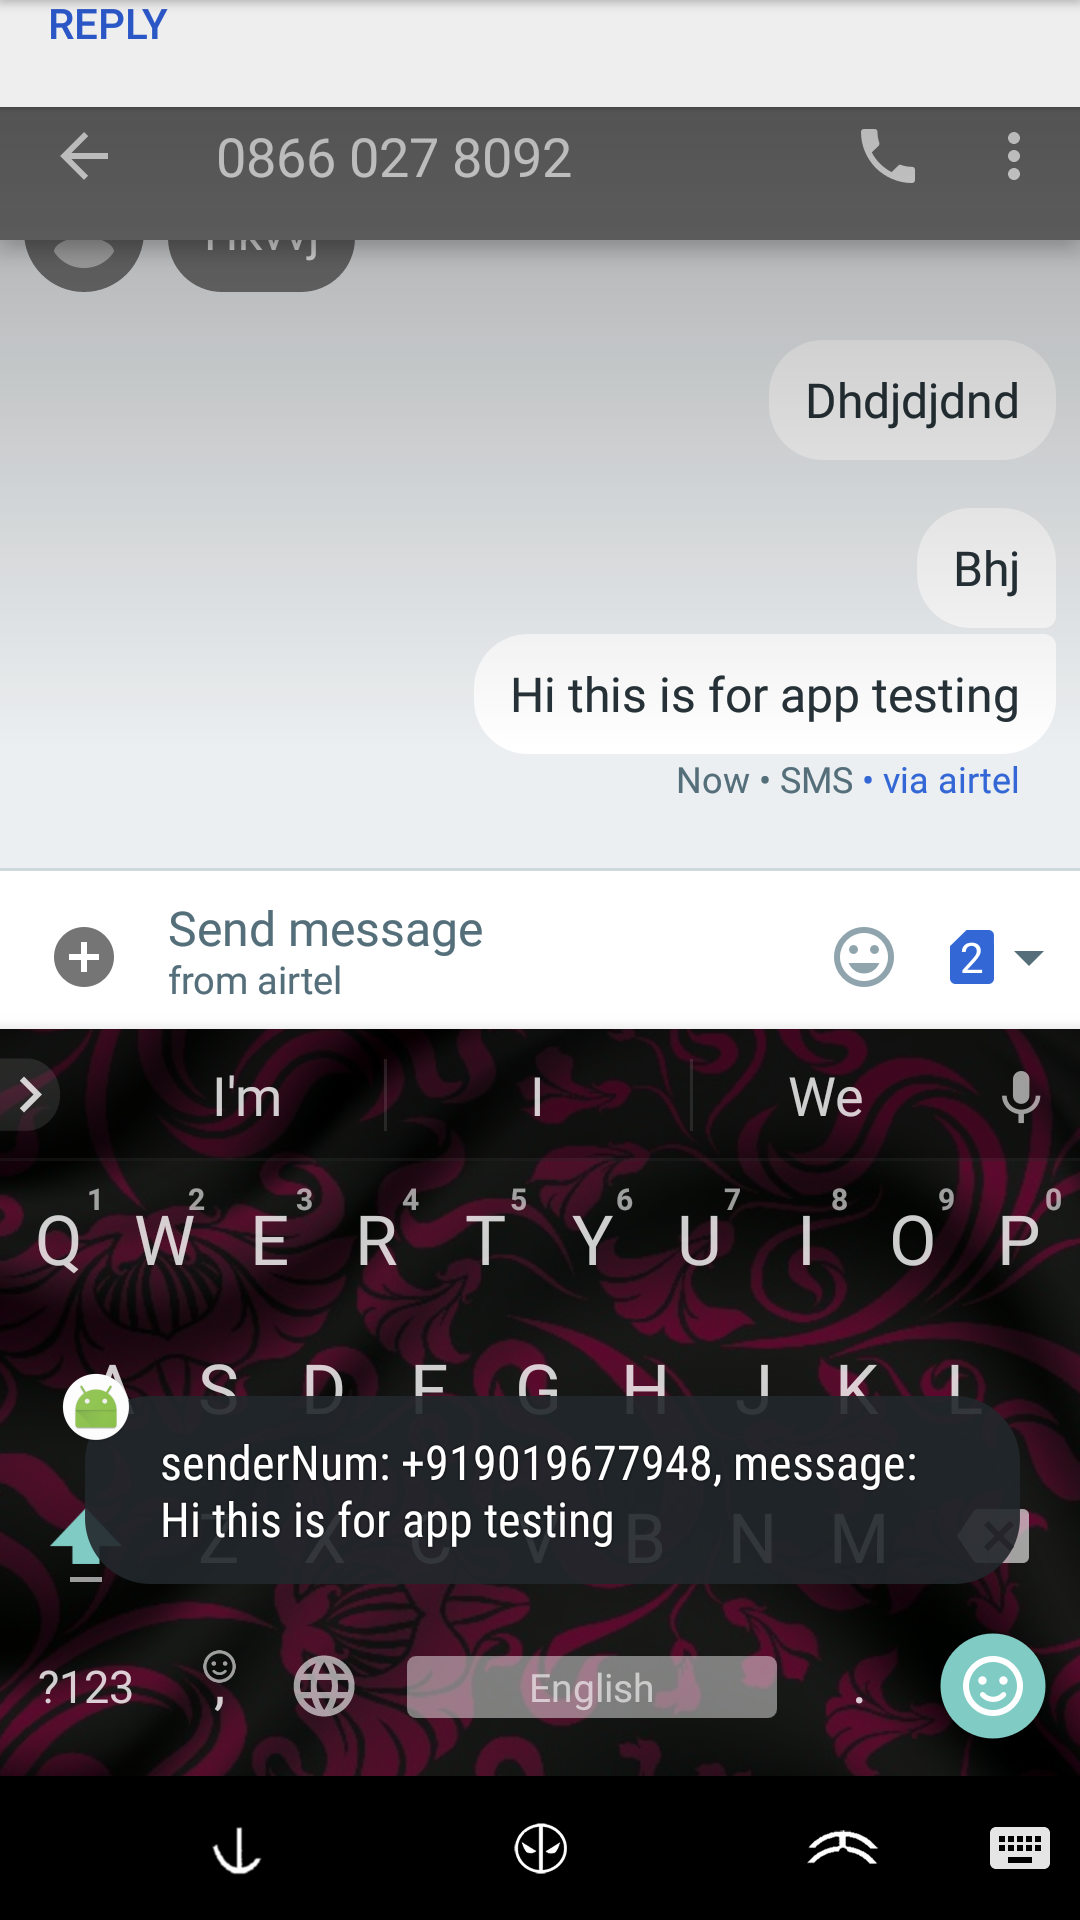 REPLY
0866 027 8092
Dhdjdjdnd
Bhj
Hi this is for app testing
Now • SMS • via airtel
Send message
from airtel
2
I'm I We
1 2 3 4 5 6 7 8 9 0
Q W E R T Y U I O P
A S D F G H J K L
senderNum: +919019677948, message:
Hi this is for app testing
Z X C V B N M
?123 , English .